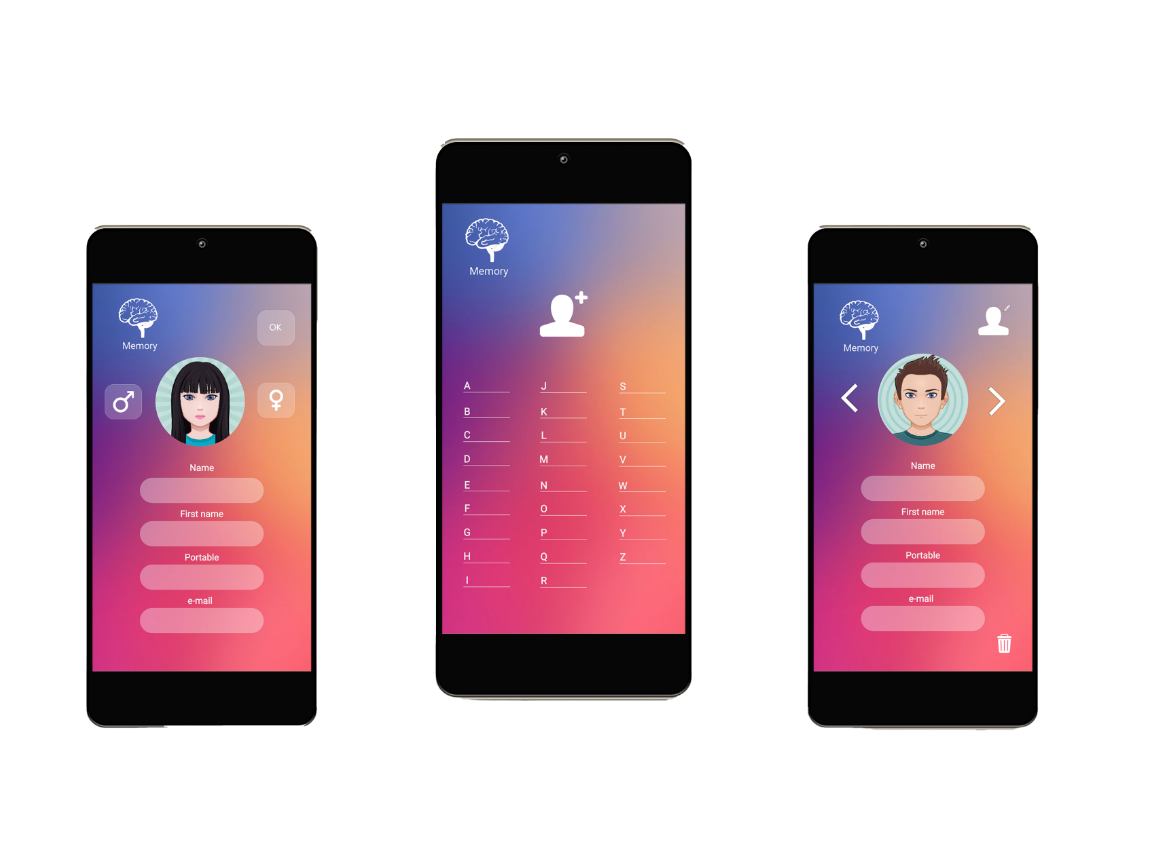 Memory
OK
Name
First name
Portable
e-mail
Memory
A J S
B K T
C L U
D M V
E N W
F O X
G P Y
H Q Z
I R
Memory
Name
First name
Portable
e-mail